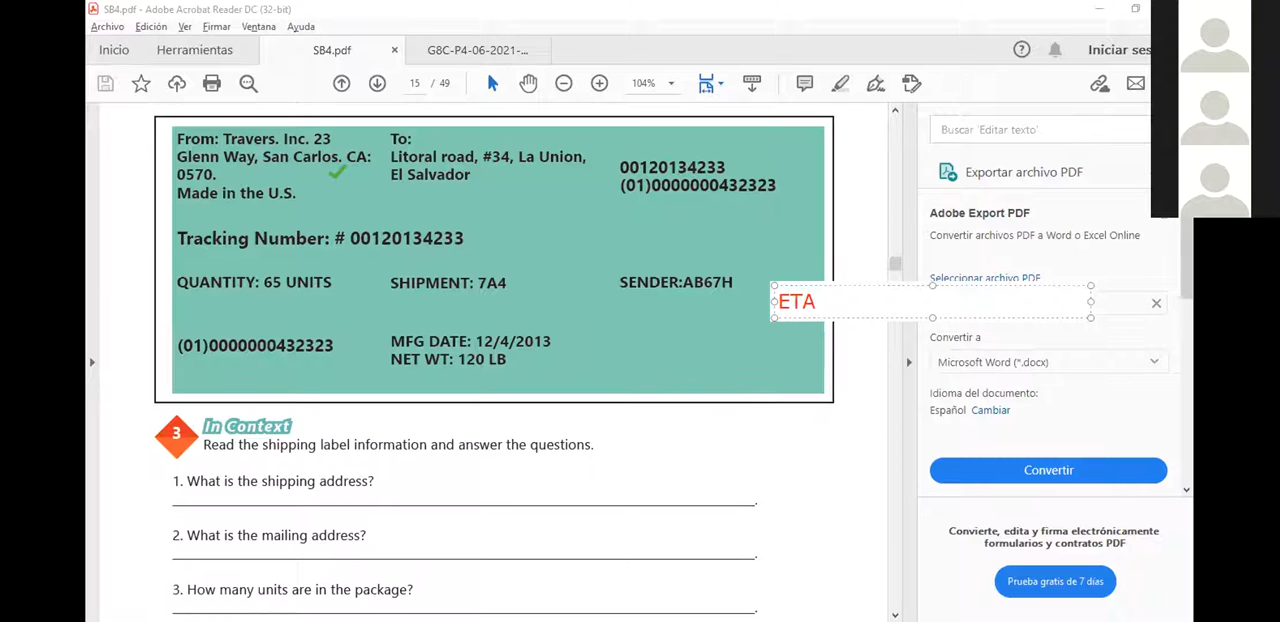 SB4.pdf - Adobe Acrobat Reader DC (32-bit)
Archivo Edición Ver Firmar Ventana Ayuda
Inicio Herramientas SB4.pdf × G8C-P4-06-2021-... Iniciar ses
15 / 49 104%
From: Travers. Inc. 23
Glenn Way, San Carlos. CA:
0570.
Made in the U.S.
To:
Litoral road, #34, La Union,
El Salvador
00120134233
(01)0000000432323
Tracking Number: # 00120134233
QUANTITY: 65 UNITS SHIPMENT: 7A4 SENDER:AB67H
ETA
(01)0000000432323
MFG DATE: 12/4/2013
NET WT: 120 LB
3 In Context
Read the shipping label information and answer the questions.
1. What is the shipping address?
2. What is the mailing address?
3. How many units are in the package?
Buscar 'Editar texto'
Exportar archivo PDF
Adobe Export PDF
Convertir archivos PDF a Word o Excel Online
Seleccionar archivo PDF
Convertir a
Microsoft Word (*.docx)
Idioma del documento:
Español Cambiar
Convertir
Convierte, edita y firma electrónicamente
formularios y contratos PDF
Prueba gratis de 7 días